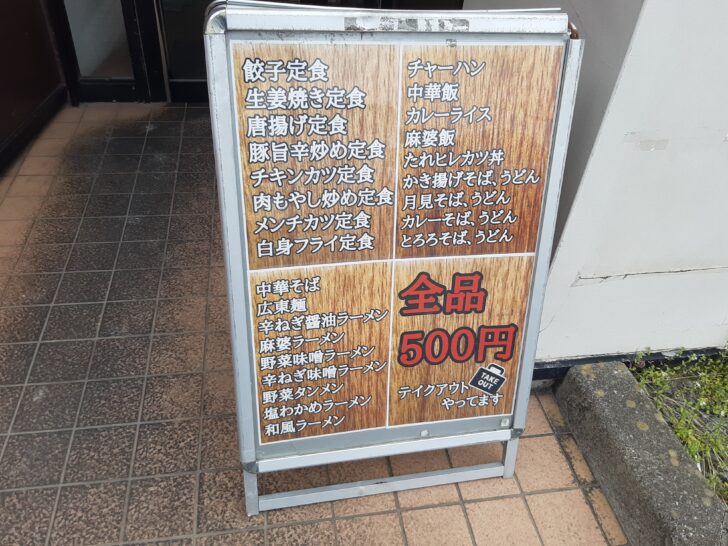 餃子定食
生姜焼き定食
唐揚げ定食
豚旨辛炒め定食
チキンカツ定食
肉もやし炒め定食
メンチカツ定食
白身フライ定食
チャーハン
中華飯
カレーライス
麻婆飯
たれヒレカツ丼
かき揚げそば、うどん
月見そば、うどん
カレーそば、うどん
とろろそば、うどん
中華そば
広東麺
辛ねぎ醤油ラーメン
麻婆ラーメン
野菜味噌ラーメン
辛ねぎ味噌ラーメン
野菜タンメン
塩わかめラーメン
和風ラーメン
全品
500円
TAKE
OUT
テイクアウト
やってます